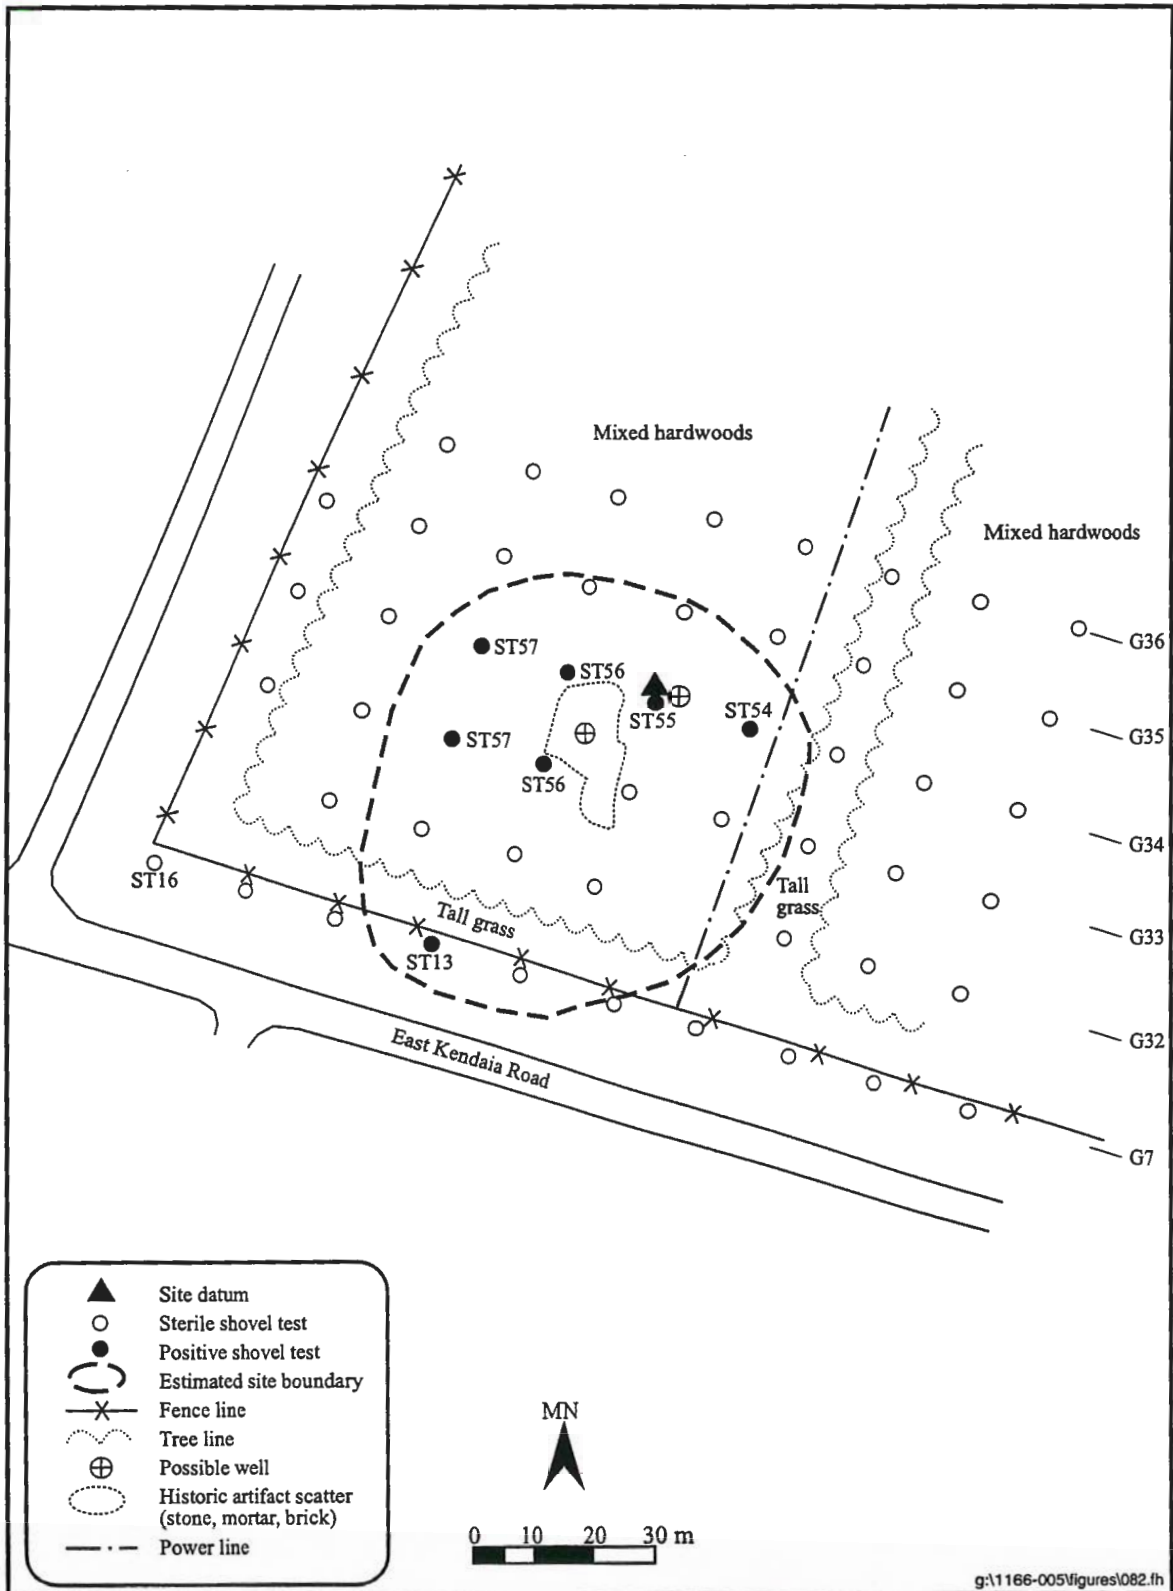 Mixed hardwoods
Mixed hardwoods
G36
ST57
ST56
ST55
ST54
G35
ST57
ST56
G34
ST16
Tall
grass
Tall grass
G33
ST13
G32
East Kendaia Road
G7
Site datum
Sterile shovel test
Positive shovel test
Estimated site boundary
Fence line
Tree line
Possible well
Historic artifact scatter
(stone, mortar, brick)
Power line
MN
0 10 20 30 m
g:\1166-005\figures\082.fh